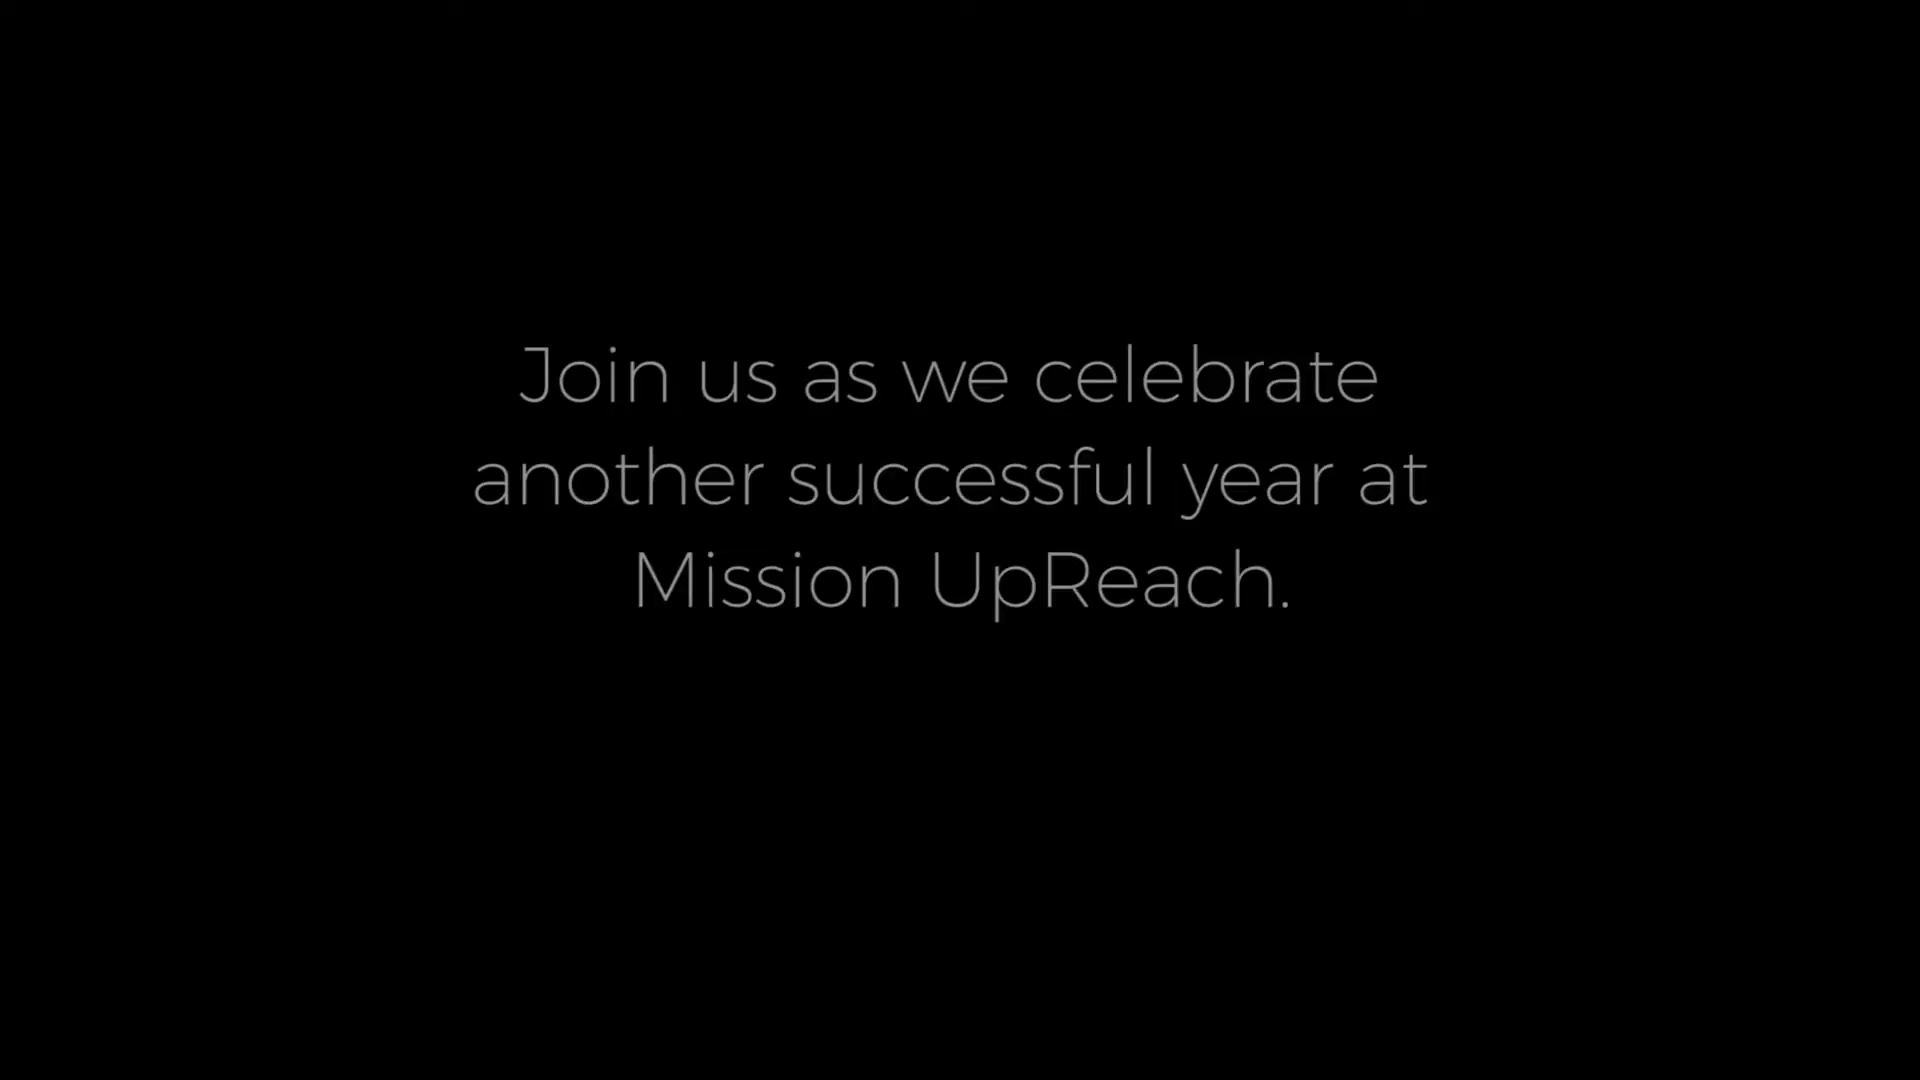 Join us as we celebrate
another successful year at
Mission UpReach.